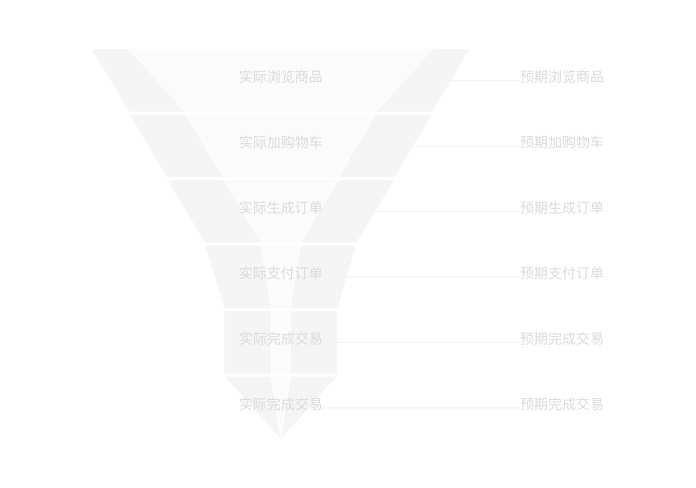 实际浏览商品 预期浏览商品
实际加购物车 预期加购物车
实际生成订单 预期生成订单
实际支付订单 预期支付订单
实际完成交易 预期完成交易
实际完成交易 预期完成交易